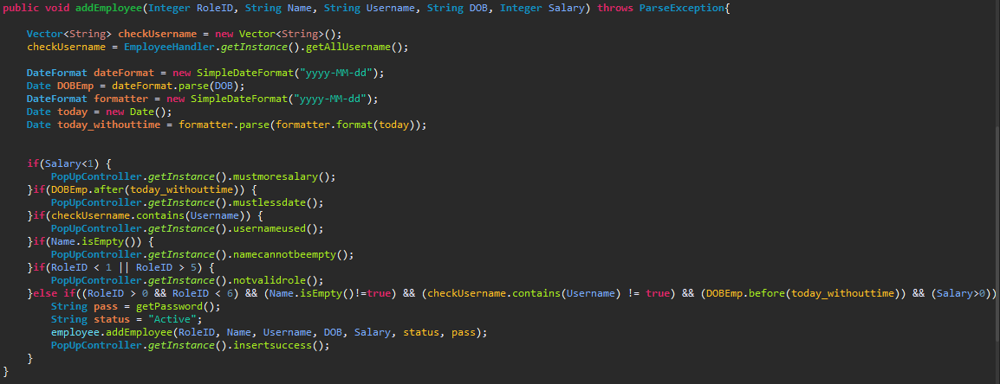 public void addEmployee(Integer RoleID, String Name, String Username, String DOB, Integer Salary) throws ParseException{
Vector<String> checkUsername = new Vector<String>();
checkUsername = EmployeeHandler.getInstance().getAllUsername();
DateFormat dateFormat = new SimpleDateFormat("yyyy-MM-dd");
Date DOBEmp = dateFormat.parse(DOB);
DateFormat formatter = new SimpleDateFormat("yyyy-MM-dd");
Date today = new Date();
Date today_withouttime = formatter.parse(formatter.format(today));
if(Salary<1) {
PopUpController.getInstance().mustmoresalary();
}if(DOBEmp.after(today_withouttime)) {
PopUpController.getInstance().mustlessdate();
}if(checkUsername.contains(Username)) {
PopUpController.getInstance().usernameused();
}if(Name.isEmpty()) {
PopUpController.getInstance().namecannotbeempty();
}if(RoleID < 1 || RoleID > 5) {
PopUpController.getInstance().notvalidrole();
}else if((RoleID > 0 && RoleID < 6) && (Name.isEmpty()!=true) && (checkUsername.contains(Username) != true) && (DOBEmp.before(today_withouttime)) && (Salary>0))
String pass = getPassword();
String status = "Active";
employee.addEmployee(RoleID, Name, Username, DOB, Salary, status, pass);
PopUpController.getInstance().insertsuccess();
}
}